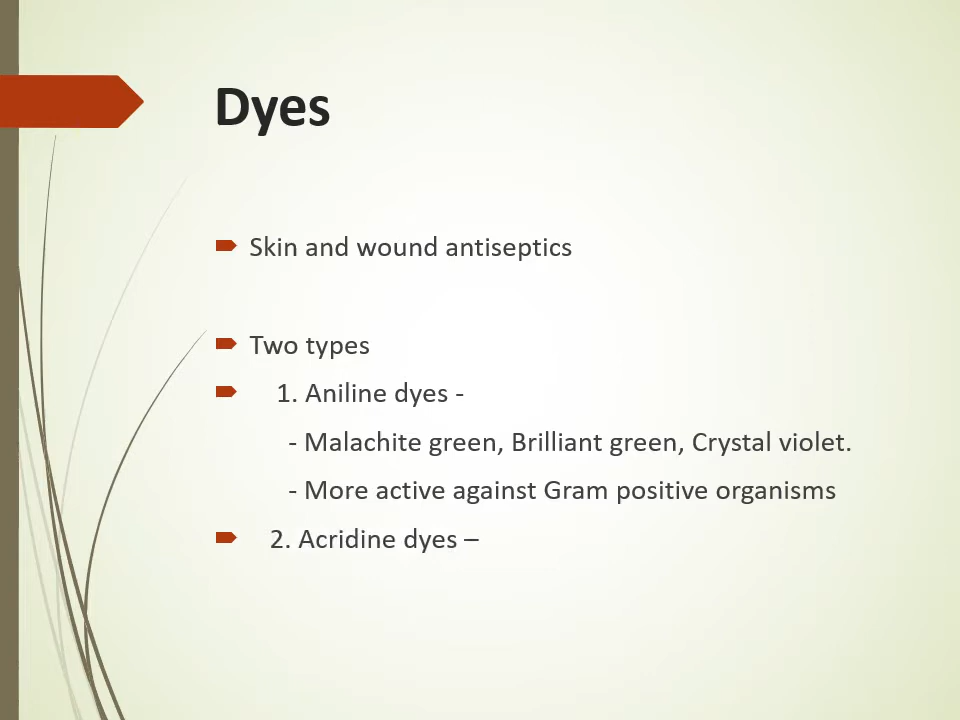 Dyes
Skin and wound antiseptics
Two types
1. Aniline dyes -
- Malachite green, Brilliant green, Crystal violet.
- More active against Gram positive organisms
2. Acridine dyes –